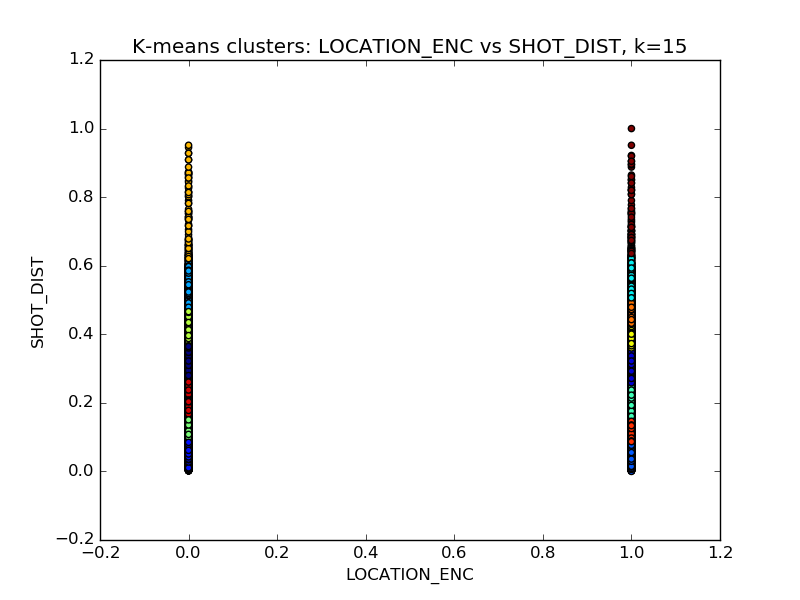 K-means clusters: LOCATION_ENC vs SHOT_DIST, k=15
1.2
1.0
0.8
0.6
0.4
0.2
0.0
−0.2
SHOT_DIST
−0.2 0.0 0.2 0.4 0.6 0.8 1.0 1.2
LOCATION_ENC